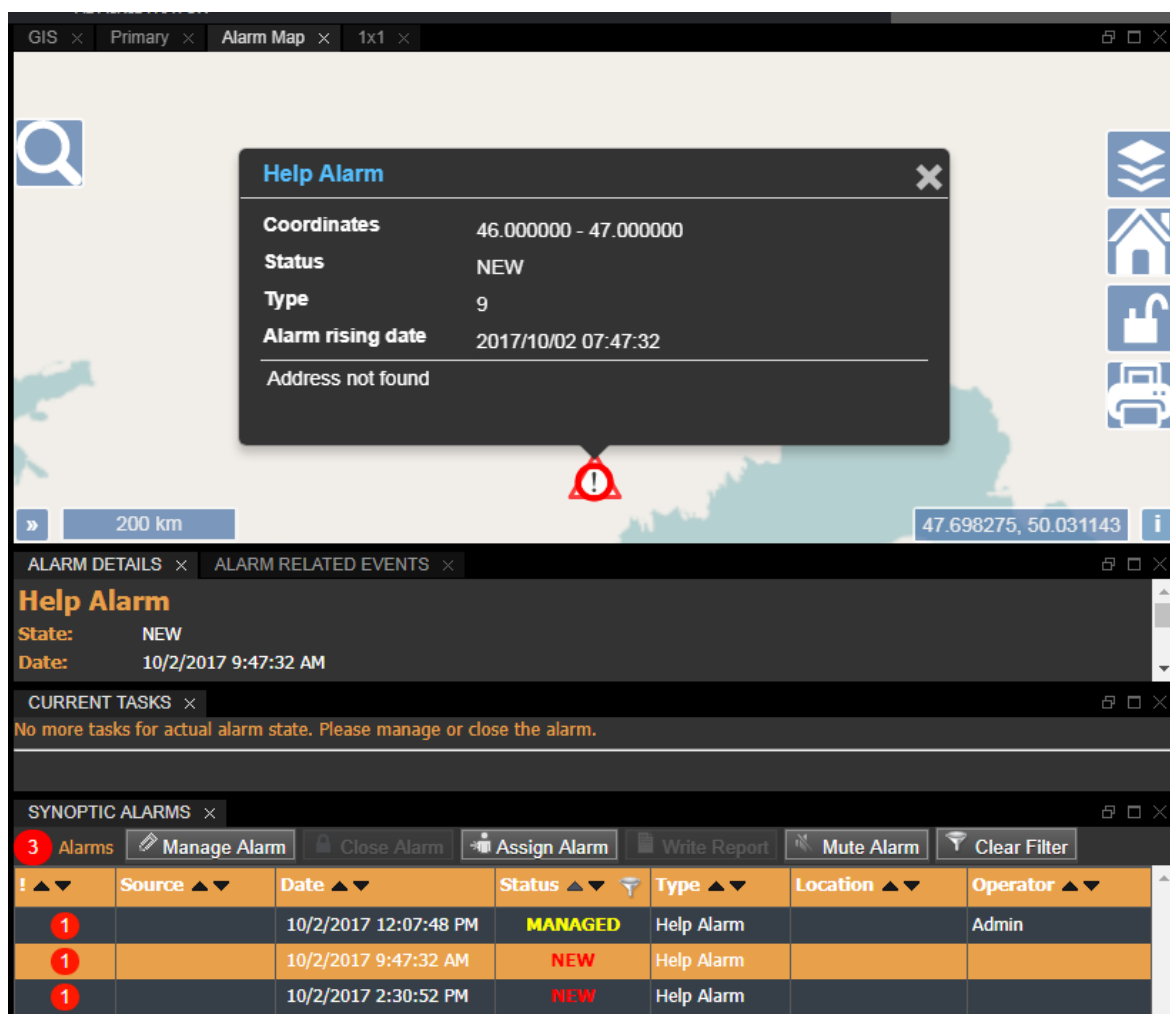 GIS Primary Alarm Map 1x1
Help Alarm
Coordinates 46.000000 - 47.000000
Status NEW
Type 9
Alarm rising date 2017/10/02 07:47:32
Address not found
!
» 200 km 47.698275, 50.031143 i
ALARM DETAILS ALARM RELATED EVENTS
Help Alarm
State: NEW
Date: 10/2/2017 9:47:32 AM
CURRENT TASKS
No more tasks for actual alarm state. Please manage or close the alarm.
SYNOPTIC ALARMS
3 Alarms Manage Alarm Close Alarm Assign Alarm Write Report Mute Alarm Clear Filter
! Source Date Status Type Location Operator
1 10/2/2017 12:07:48 PM MANAGED Help Alarm Admin
1 10/2/2017 9:47:32 AM NEW Help Alarm
1 10/2/2017 2:30:52 PM NEW Help Alarm